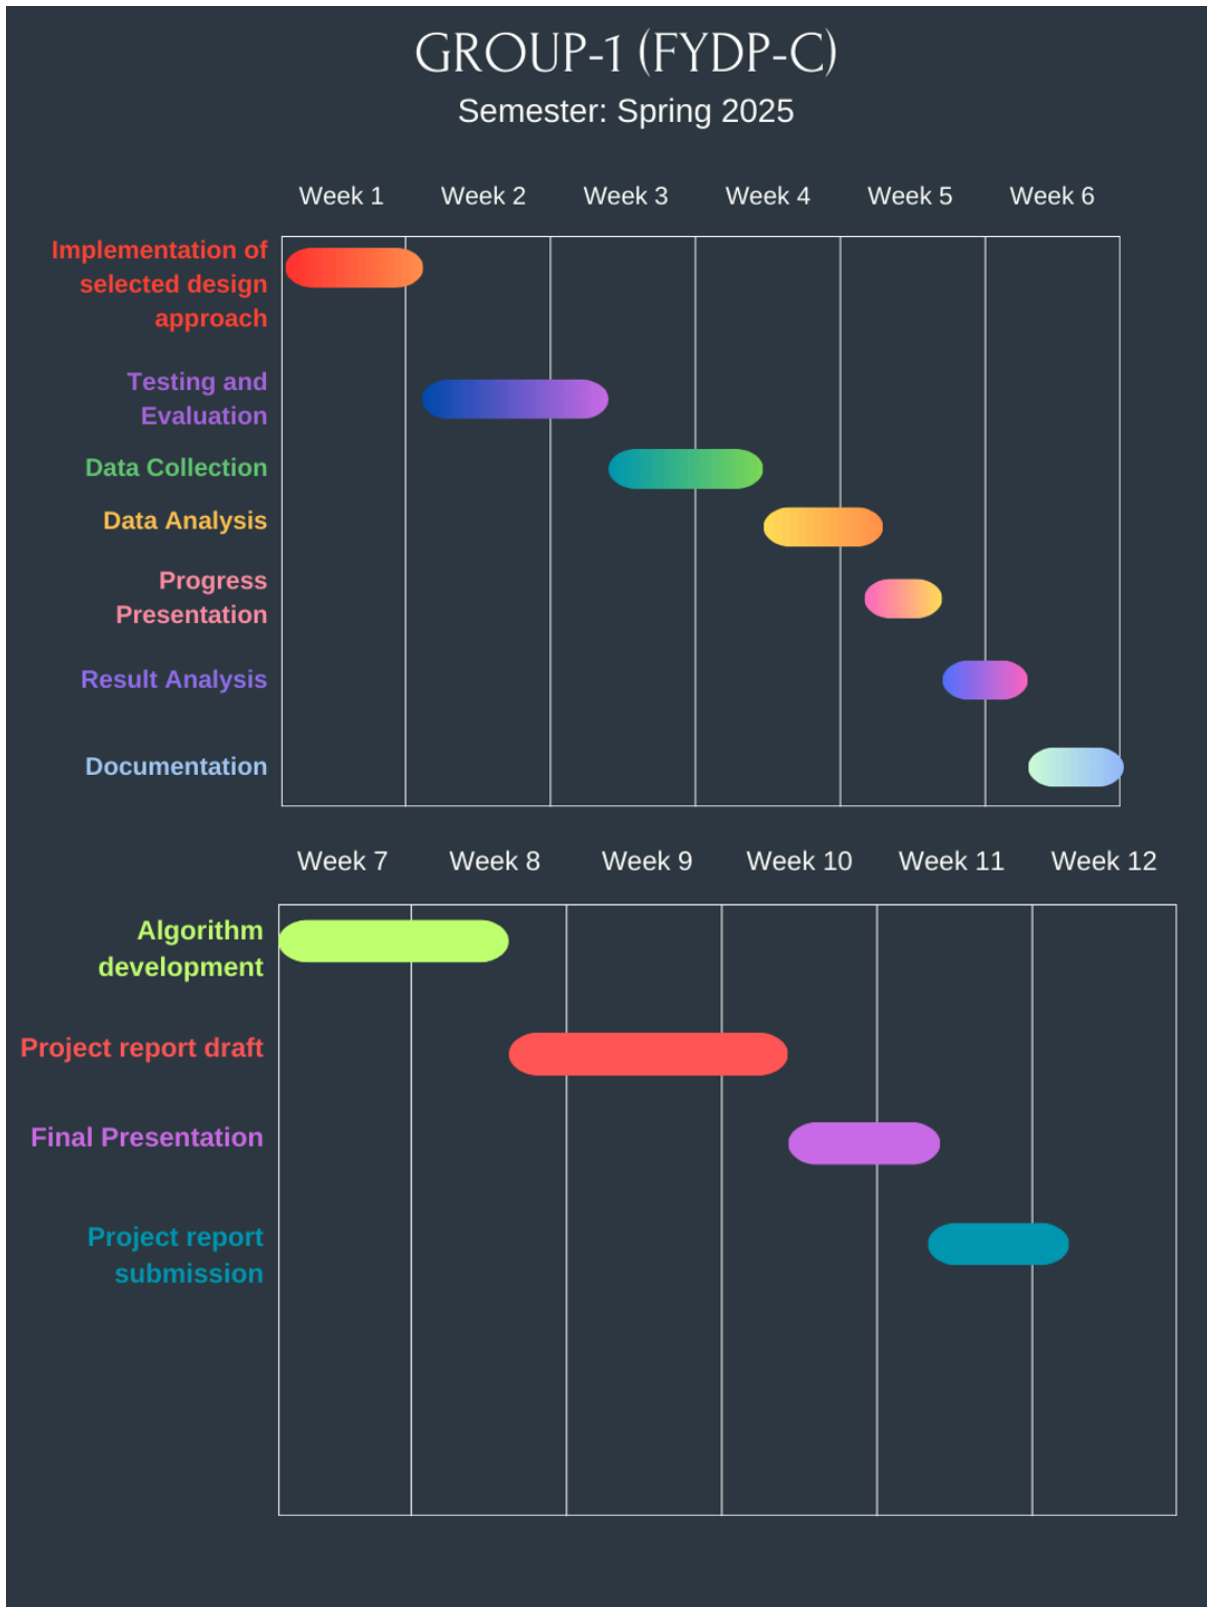 GROUP-1 (FYDP-C)
Semester: Spring 2025
Week 1 Week 2 Week 3 Week 4 Week 5 Week 6
Implementation of
selected design
approach
Testing and
Evaluation
Data Collection
Data Analysis
Progress
Presentation
Result Analysis
Documentation
Week 7 Week 8 Week 9 Week 10 Week 11 Week 12
Algorithm
development
Project report draft
Final Presentation
Project report
submission